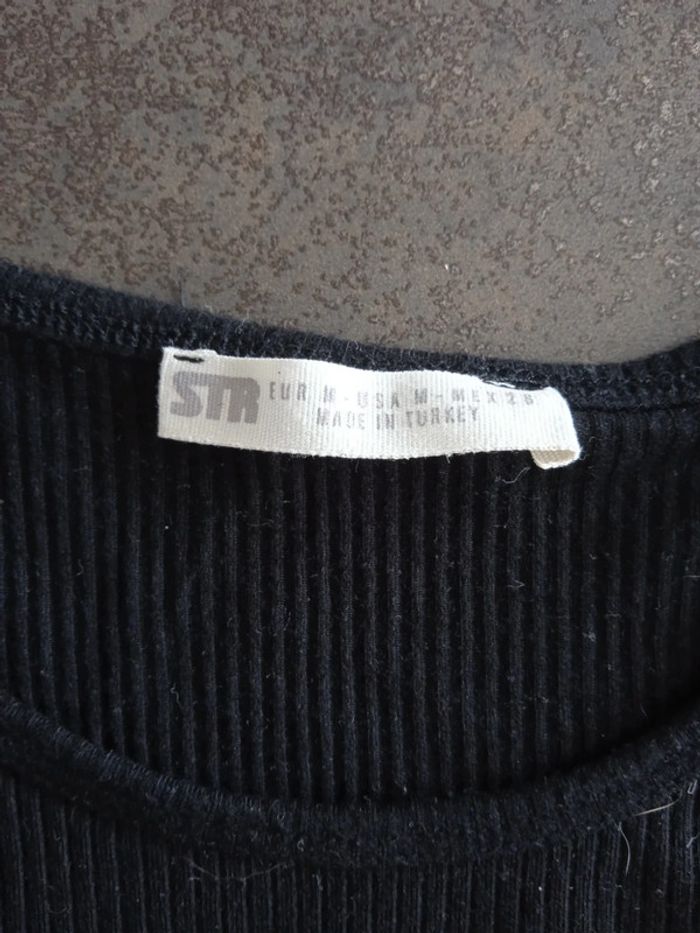 STR EUR M - USA M - MEX 28
MADE IN TURKEY